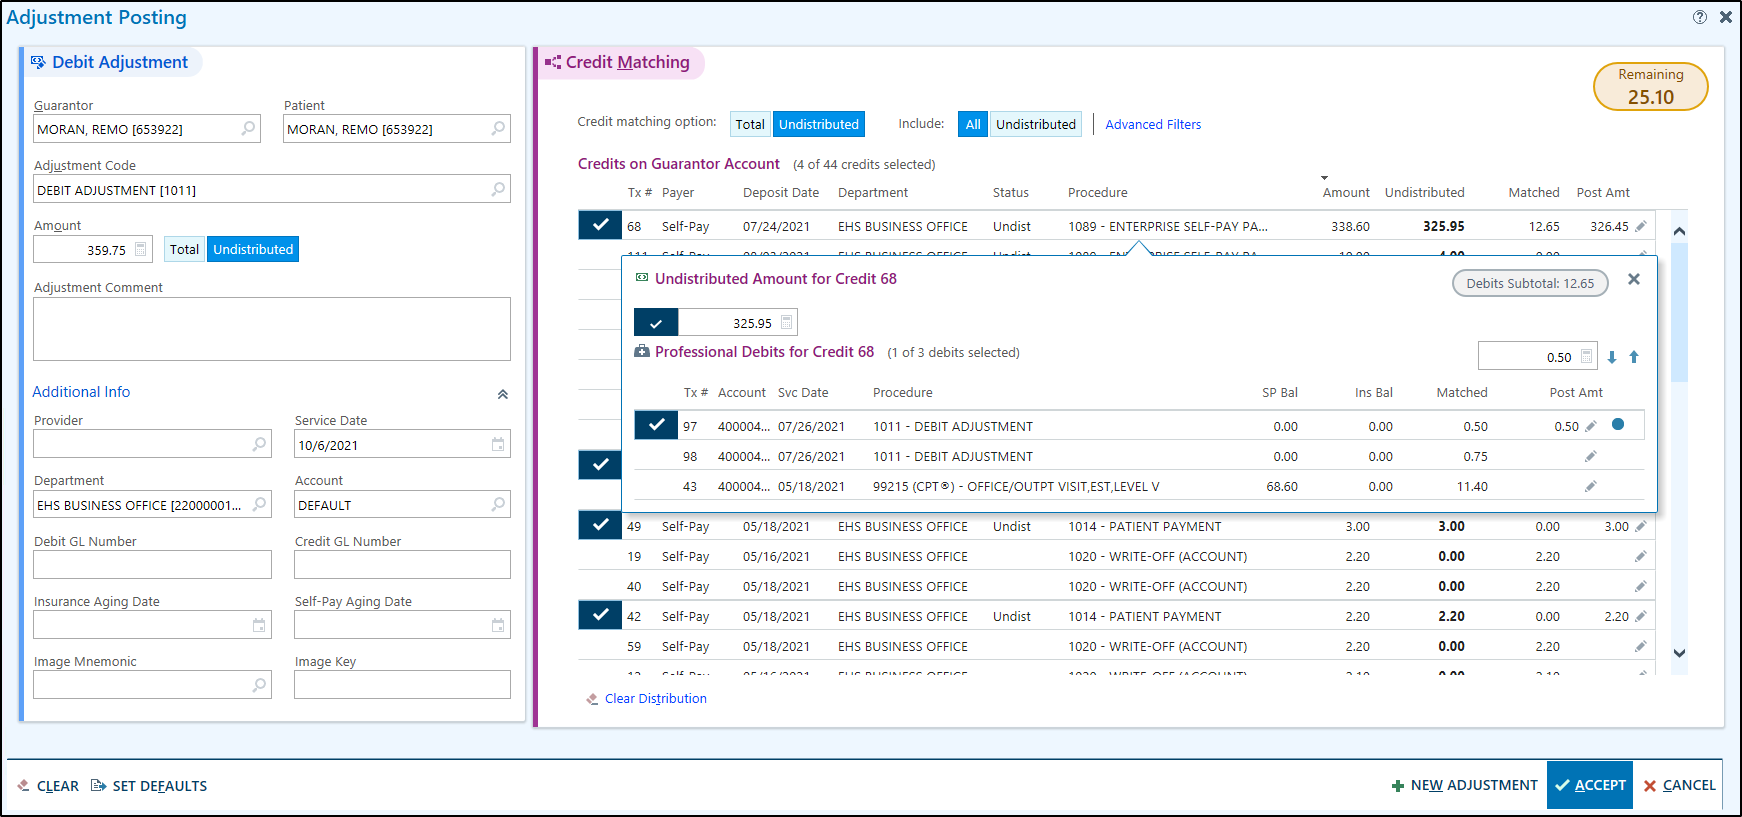 Adjustment Posting
Debit Adjustment
Guarantor Patient
MORAN, REMO [653922] MORAN, REMO [653922]
Adjustment Code
DEBIT ADJUSTMENT [1011]
Amount
359.75 Total Undistributed
Adjustment Comment
Additional Info
Provider Service Date
10/6/2021
Department Account
EHS BUSINESS OFFICE [22000001... DEFAULT
Debit GL Number Credit GL Number
Insurance Aging Date Self-Pay Aging Date
Image Mnemonic Image Key
Credit Matching
Remaining
25.10
Credit matching option: Total Undistributed Include: All Undistributed Advanced Filters
Credits on Guarantor Account (4 of 44 credits selected)
Tx # Payer Deposit Date Department Status Procedure Amount Undistributed Matched Post Amt
68 Self-Pay 07/24/2021 EHS BUSINESS OFFICE Undist 1089 - ENTERPRISE SELF-PAY PA... 338.60 325.95 12.65 326.45
Undistributed Amount for Credit 68 Debits Subtotal: 12.65
325.95
Professional Debits for Credit 68 (1 of 3 debits selected) 0.50
Tx # Account Svc Date Procedure SP Bal Ins Bal Matched Post Amt
97 400004... 07/26/2021 1011 - DEBIT ADJUSTMENT 0.00 0.00 0.50 0.50
98 400004... 07/26/2021 1011 - DEBIT ADJUSTMENT 0.00 0.00 0.75
43 400004... 05/18/2021 99215 (CPT®) - OFFICE/OUTPT VISIT,EST,LEVEL V 68.60 0.00 11.40
49 Self-Pay 05/18/2021 EHS BUSINESS OFFICE Undist 1014 - PATIENT PAYMENT 3.00 3.00 0.00 3.00
19 Self-Pay 05/16/2021 EHS BUSINESS OFFICE 1020 - WRITE-OFF (ACCOUNT) 2.20 0.00 2.20
40 Self-Pay 05/18/2021 EHS BUSINESS OFFICE 1020 - WRITE-OFF (ACCOUNT) 2.20 0.00 2.20
42 Self-Pay 05/18/2021 EHS BUSINESS OFFICE Undist 1014 - PATIENT PAYMENT 2.20 2.20 0.00 2.20
59 Self-Pay 05/18/2021 EHS BUSINESS OFFICE 1020 - WRITE-OFF (ACCOUNT) 2.20 0.00 2.20
Clear Distribution
CLEAR SET DEFAULTS NEW ADJUSTMENT ACCEPT CANCEL